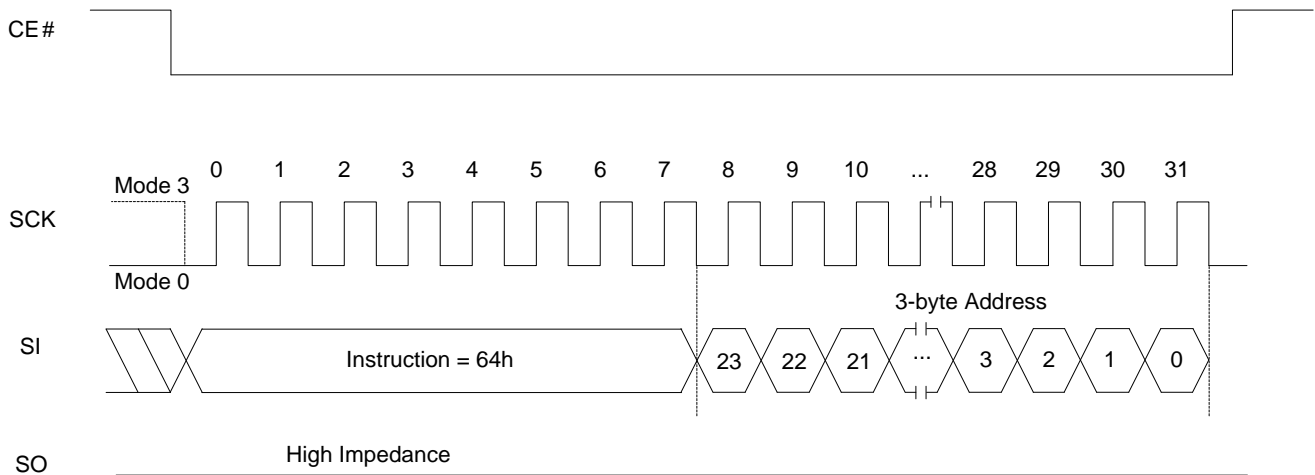 CE#
0 1 2 3 4 5 6 7 8 9 10 ... 28 29 30 31
Mode 3
SCK
Mode 0
3-byte Address
SI Instruction = 64h 23 22 21 ... 3 2 1 0
High Impedance
SO